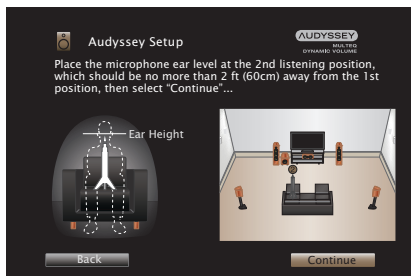 Audyssey Setup
AUDYSSEY
MULTEQ
DYNAMIC VOLUME
Place the microphone ear level at the 2nd listening position,
which should be no more than 2 ft (60cm) away from the 1st
position, then select “Continue”...
Ear Height
Back
Continue